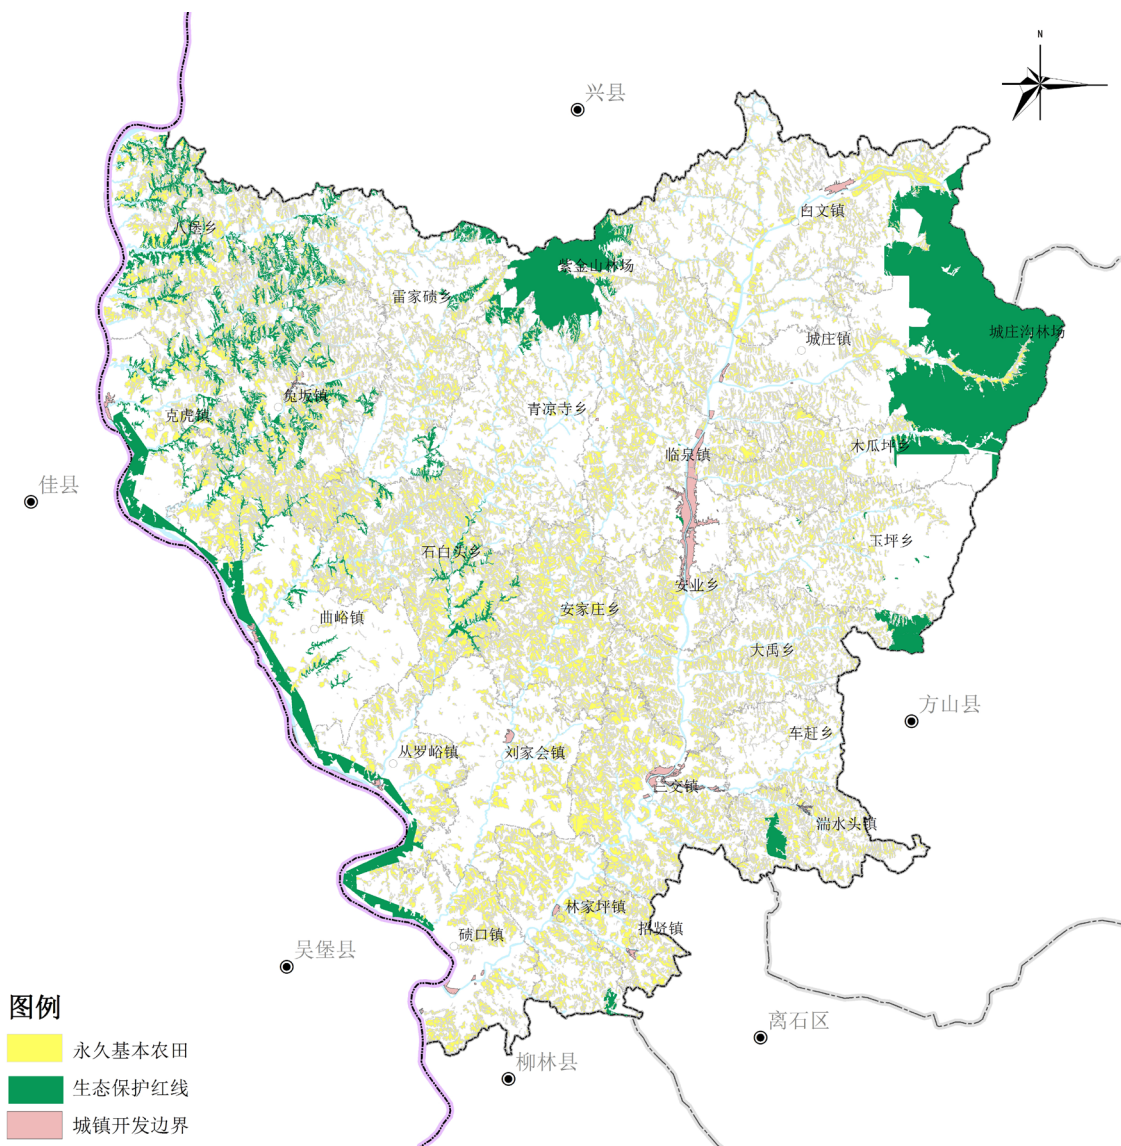 N
兴县
白文镇
八堡乡
紫金山林场
雷家碛乡
城庄沟林场
城庄镇
兔坂镇
克虎镇
青凉寺乡
木瓜坪乡
临泉镇
佳县
玉坪乡
石白头乡
安业乡
安家庄乡
曲峪镇
大禹乡
方山县
车赶乡
丛罗峪镇
刘家会镇
三交镇
湍水头镇
林家坪镇
招贤镇
碛口镇
吴堡县
离石区
柳林县
图例
永久基本农田
生态保护红线
城镇开发边界